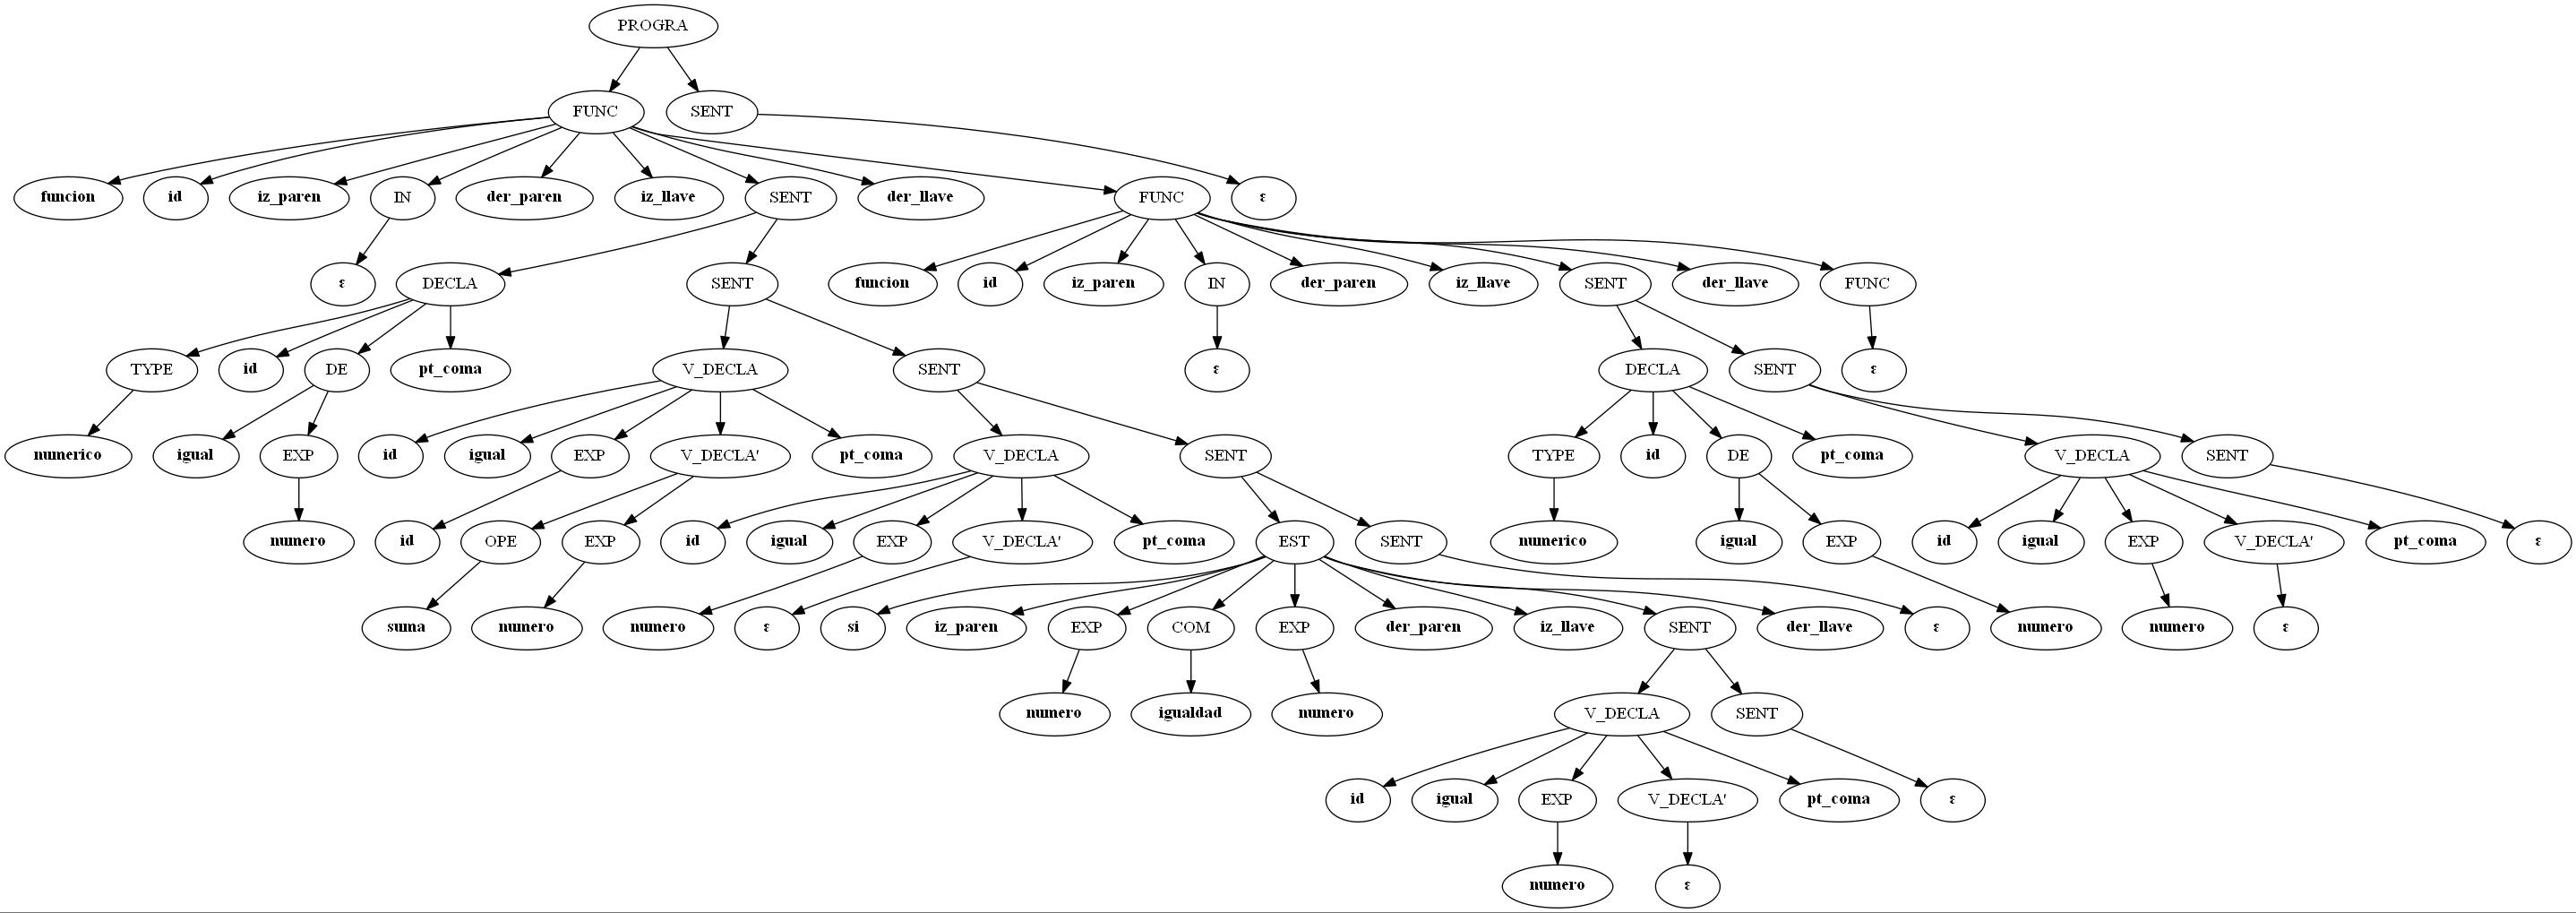 PROGRA
FUNC SENT
funcion id iz_paren IN der_paren iz_llave SENT der_llave FUNC ε
ε DECLA SENT funcion id iz_paren IN der_paren iz_llave SENT der_llave FUNC
TYPE id DE pt_coma V_DECLA SENT ε DECLA SENT ε
numerico igual EXP id igual EXP V_DECLA' pt_coma V_DECLA SENT TYPE id DE pt_coma V_DECLA SENT
numero id OPE EXP id igual EXP V_DECLA' pt_coma EST SENT numerico igual EXP id igual EXP V_DECLA' pt_coma ε
suma numero numero ε si iz_paren EXP COM EXP der_paren iz_llave SENT der_llave ε numero numero ε
numero igualdad numero V_DECLA SENT
id igual EXP V_DECLA' pt_coma ε
numero ε